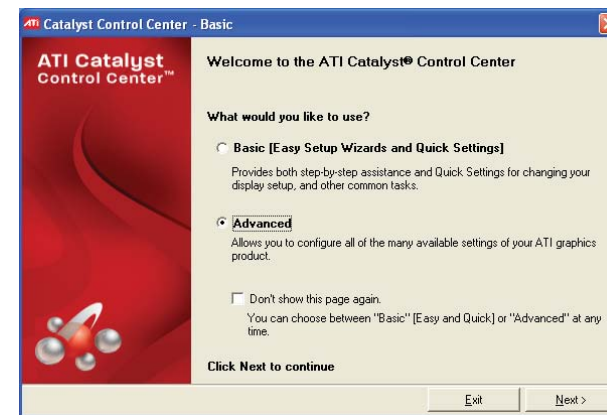 ATI Catalyst Control Center - Basic
ATI Catalyst
Control Center™
Welcome to the ATI Catalyst® Control Center
What would you like to use?
Basic [Easy Setup Wizards and Quick Settings]
Provides both step-by-step assistance and Quick Settings for changing your
display setup, and other common tasks.
Advanced
Allows you to configure all of the many available settings of your ATI graphics
product.
Don't show this page again.
You can choose between "Basic" [Easy and Quick] or "Advanced" at any
time.
Click Next to continue
Exit
Next >